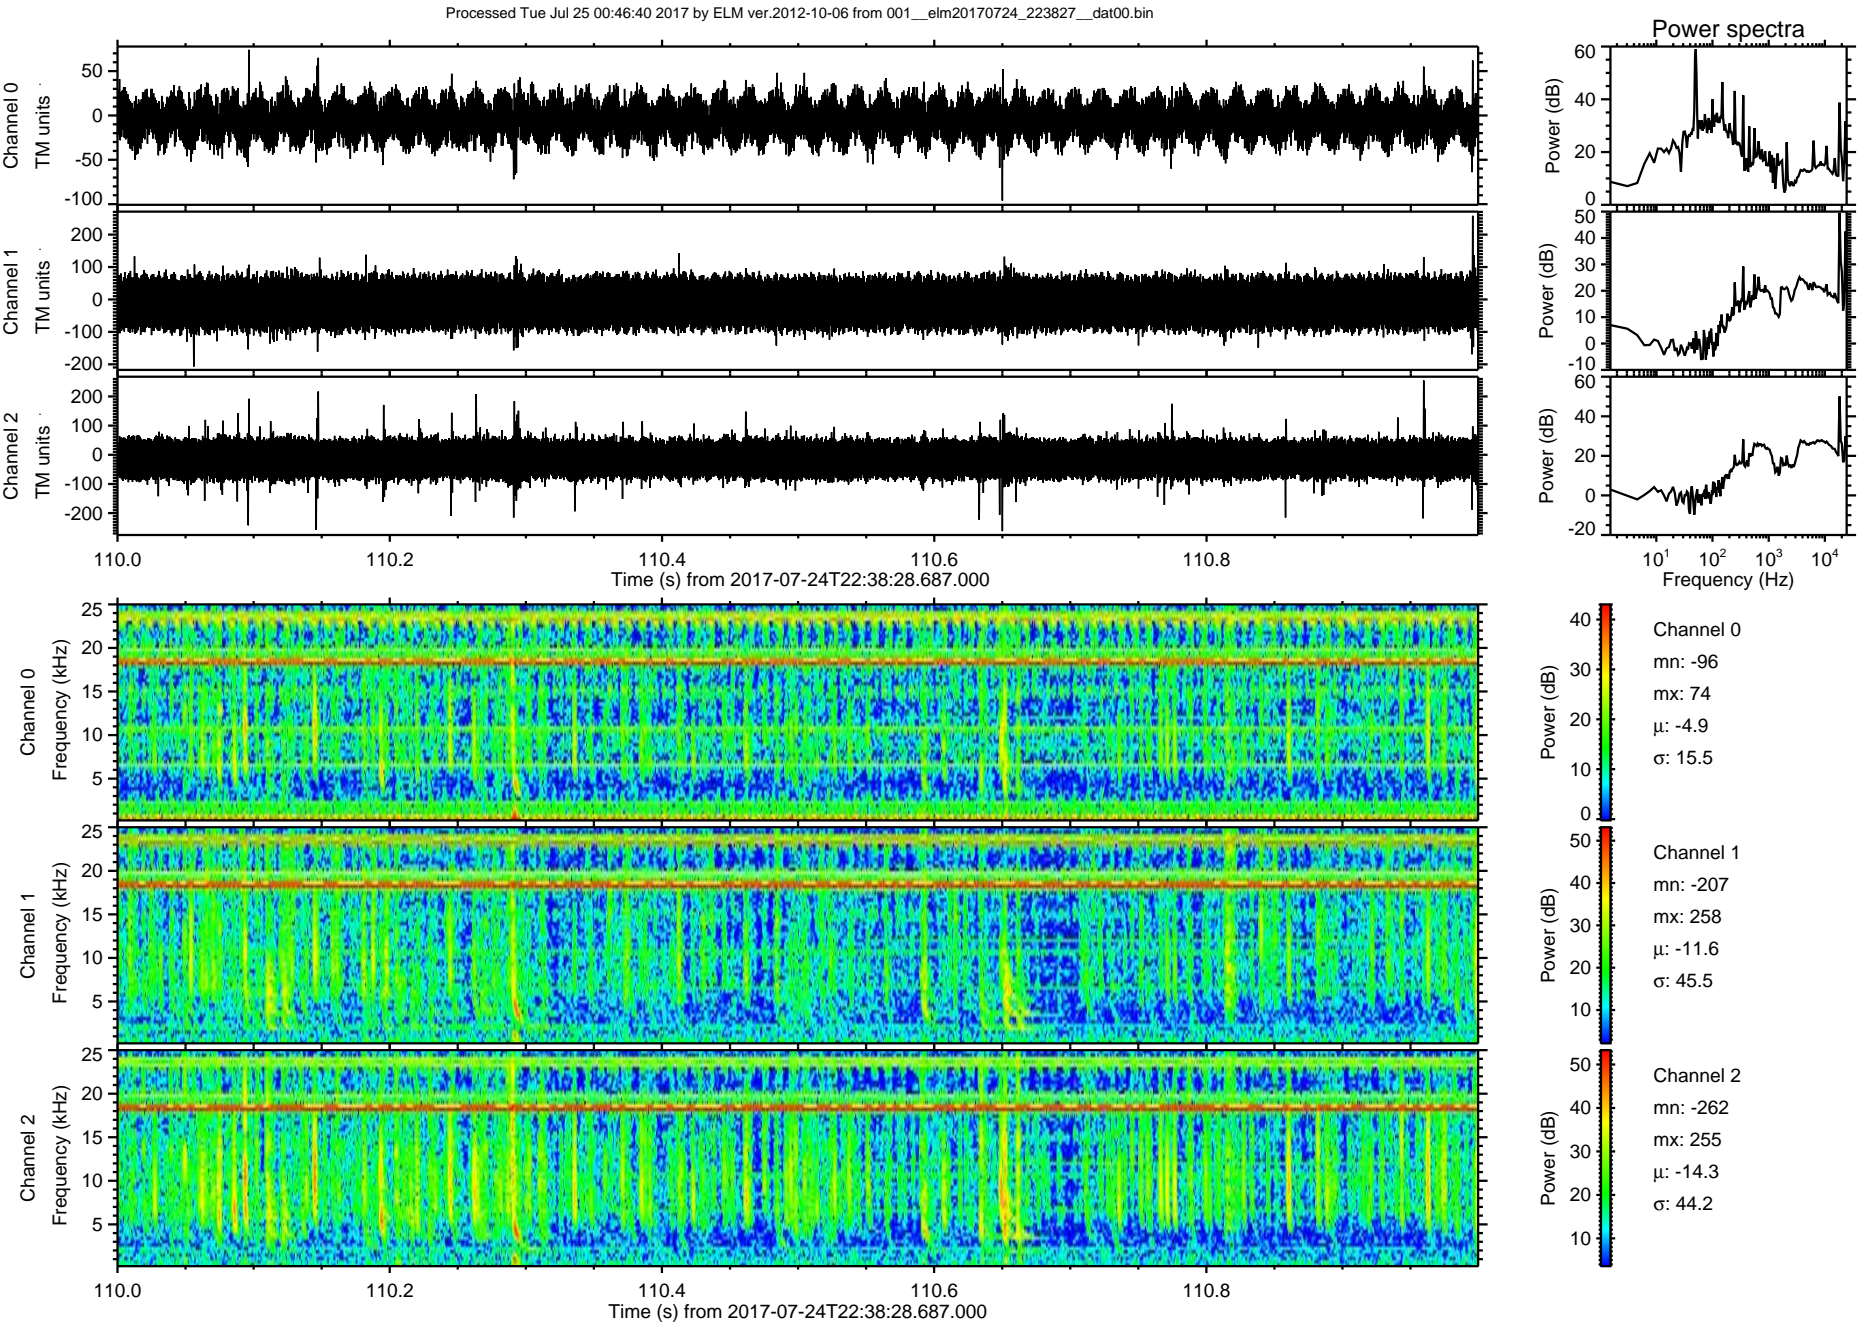 Processed Tue Jul 25 00:46:40 2017 by ELM ver.2012-10-06 from 001__elm20170724_223827__dat00.bin
Power spectra
Channel 0
TM units
50
0
-50
-100
Power (dB)
60
40
20
0
Channel 1
TM units
200
100
0
-100
-200
Power (dB)
50
40
30
20
10
0
-10
Channel 2
TM units
200
100
0
-100
-200
Power (dB)
60
40
20
0
-20
110.0 110.2 110.4 110.6 110.8
Time (s) from 2017-07-24T22:38:28.687.000
10¹ 10² 10³ 10⁴
Frequency (Hz)
Channel 0
Frequency (kHz)
25
20
15
10
5
Power (dB)
40
30
20
10
0
Channel 0
mn: -96
mx: 74
µ: -4.9
σ: 15.5
Channel 1
Frequency (kHz)
25
20
15
10
5
Power (dB)
50
40
30
20
10
Channel 1
mn: -207
mx: 258
µ: -11.6
σ: 45.5
Channel 2
Frequency (kHz)
25
20
15
10
5
Power (dB)
50
40
30
20
10
Channel 2
mn: -262
mx: 255
µ: -14.3
σ: 44.2
110.0 110.2 110.4 110.6 110.8
Time (s) from 2017-07-24T22:38:28.687.000